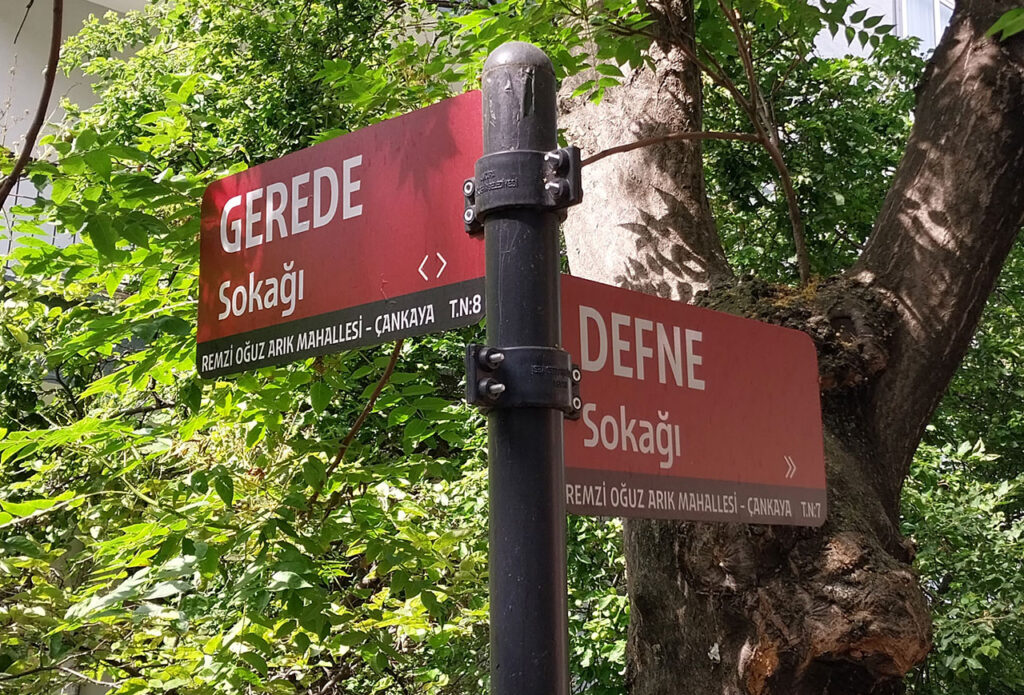 GEREDE
Sokağı
<>
REMZİ OĞUZ ARIK MAHALLESİ - ÇANKAYA T.N:8
DEFNE
Sokağı
»
REMZİ OĞUZ ARIK MAHALLESİ - ÇANKAYA T.N:7